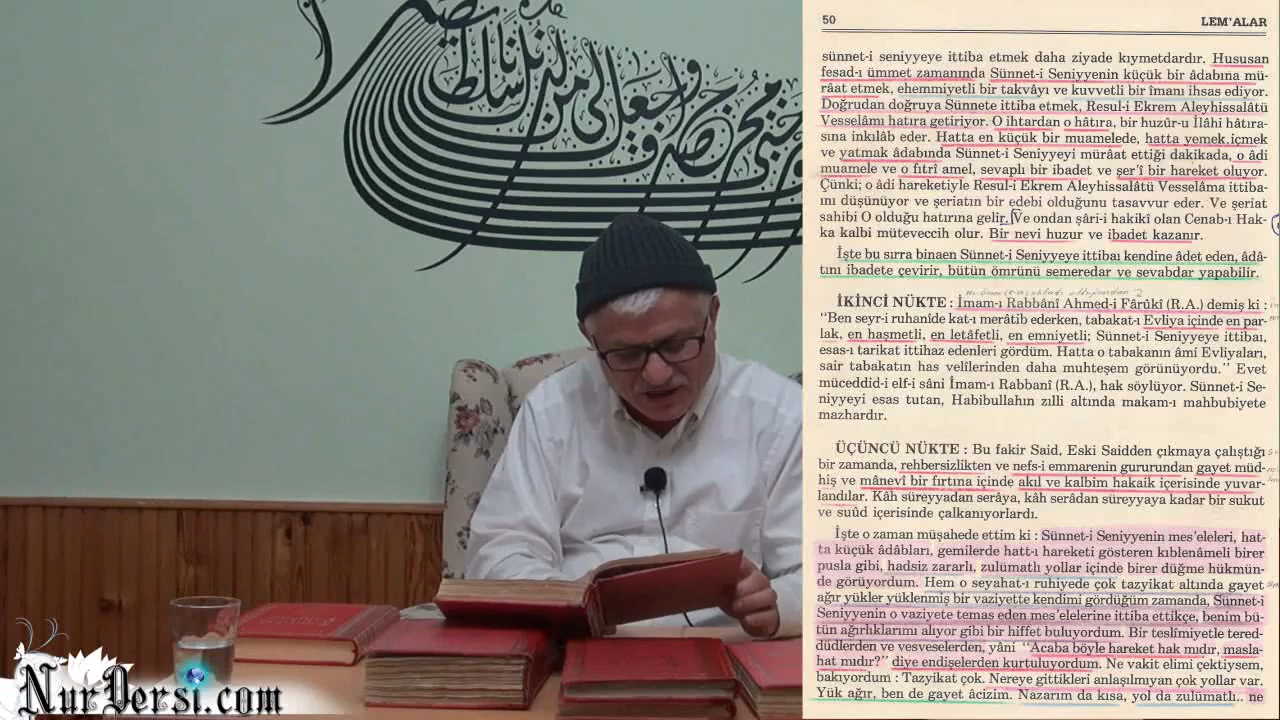 مخرج صدق واجعل لي من لدنك سلطانا نصيرا
NurDersi.com
50 LEM'ALAR
sünnet-i seniyyeye ittiba etmek daha ziyade kıymetdardır. Hususan
fesad-ı ümmet zamanında Sünnet-i Seniyyenin küçük bir âdabına mü-
râat etmek, ehemmiyetli bir takvâyı ve kuvvetli bir îmanı ihsas ediyor.
Doğrudan doğruya Sünnete ittiba etmek, Resul-i Ekrem Aleyhissalâtü
Vesselâmı hatıra getiriyor. O ihtardan o hâtıra, bir huzûr-u İlâhi hâtıra-
sına inkılâb eder. Hatta en küçük bir muamelede, hatta yemek, içmek
ve yatmak âdabında Sünnet-i Seniyyeyi mürâat ettiği dakikada, o âdi
muamele ve o fıtrî amel, sevaplı bir ibadet ve şer'î bir hareket oluyor.
Çünki; o âdi hareketiyle Resul-i Ekrem Aleyhissalâtü Vesselâma ittiba-
ını düşünüyor ve şeriatın bir edebi olduğunu tasavvur eder. Ve şeriat
sahibi O olduğu hatırına gelir. Ve ondan şâri-i hakikî olan Cenab-ı Hak-
ka kalbi müteveccih olur. Bir nevi huzur ve ibadet kazanır.
İşte bu sırra binaen Sünnet-i Seniyyeye ittibaı kendine âdet eden, âdâ-
tını ibadete çevirir, bütün ömrünü semeredar ve sevabdar yapabilir.
İKİNCİ NÜKTE : İmam-ı Rabbânî Ahmed-i Fârûkî (R.A.) demiş ki :
"Ben seyr-i ruhanîde kat-ı merâtib ederken, tabakat-ı Evliya içinde en par-
lak, en haşmetli, en letâfetli, en emniyetli; Sünnet-i Seniyyeye ittibaı,
esas-ı tarikat ittihaz edenleri gördüm. Hatta o tabakanın âmî Evliyaları,
sair tabakatın has velîlerinden daha muhteşem görünüyordu." Evet
müceddid-i elf-i sâni İmam-ı Rabbanî (R.A.), hak söylüyor. Sünnet-i Se-
niyyeyi esas tutan, Habibullahın zılli altında makam-ı mahbubiyete
mazhardır.
ÜÇÜNCÜ NÜKTE : Bu fakir Said, Eski Saidden çıkmaya çalıştığı
bir zamanda, rehbersizlikten ve nefs-i emmarenin gururundan gayet müd-
hiş ve mânevî bir fırtına içinde akıl ve kalbîm hakaik içerisinde yuvar-
landılar. Kâh süreyyadan serâya, kâh serâdan süreyyaya kadar bir sukut
ve suûd içerisinde çalkanıyorlardı.
İşte o zaman müşahede ettim ki : Sünnet-i Seniyyenin mes'eleleri, hat-
ta küçük âdâbları, gemilerde hatt-ı hareketi gösteren kıblenâmeli birer
pusla gibi, hadsiz zararlı, zulümatlı yollar içinde birer düğme hükmün-
de görüyordum. Hem o seyahat-ı ruhiyede çok tazyikat altında gayet
ağır yükler yüklenmiş bir vaziyette kendimi gördüğüm zamanda, Sünnet-i
Seniyyenin o vaziyete temas eden mes'elelerine ittiba ettikçe, benim bü-
tün ağırlıklarımı alıyor gibi bir hiffet buluyordum. Bir teslîmiyetle tered-
düdlerden ve vesveselerden, yâni "Acaba böyle hareket hak mıdır, masla-
hat mıdır?" diye endişelerden kurtuluyordum. Ne vakit elimi çektiysem,
bakıyordum : Tazyikat çok. Nereye gittikleri anlaşılmıyan çok yollar var.
Yük ağır, ben de gayet âcizim. Nazarım da kısa, yol da zulümatlı.. ne